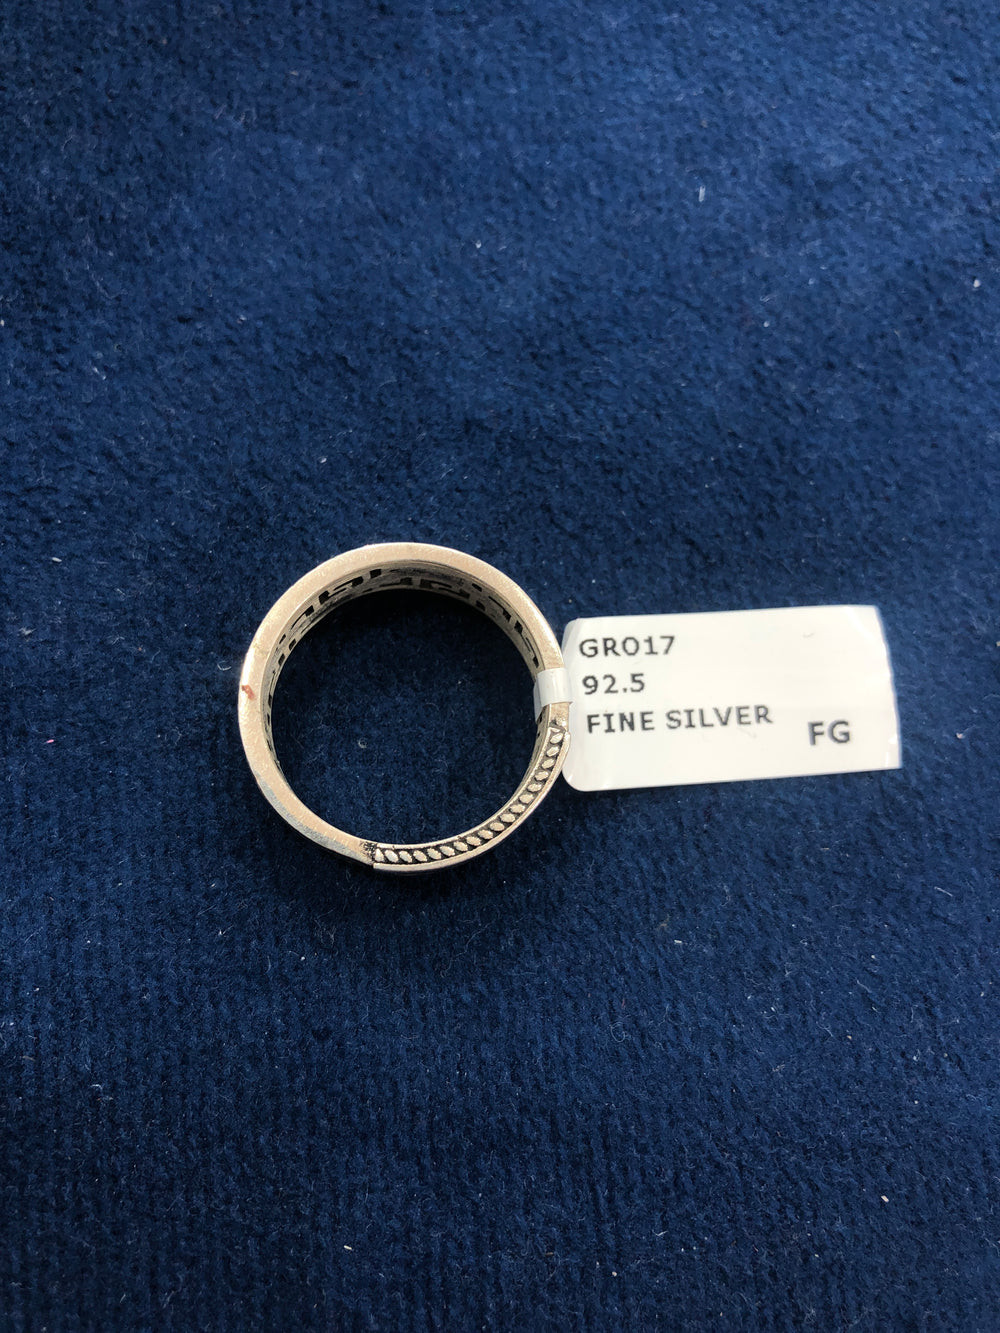 GR017
92.5
FINE SILVER
FG